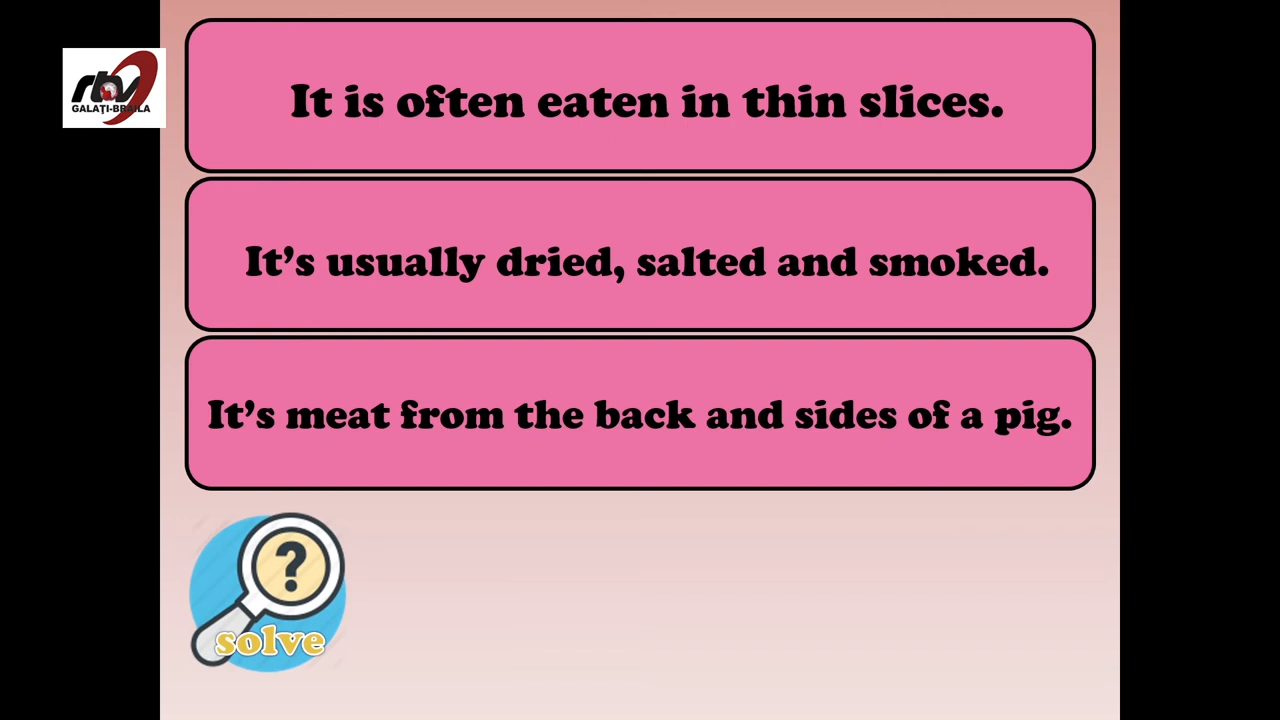 rtv
GALAȚI-BRĂILA
It is often eaten in thin slices.
It's usually dried, salted and smoked.
It's meat from the back and sides of a pig.
?
solve